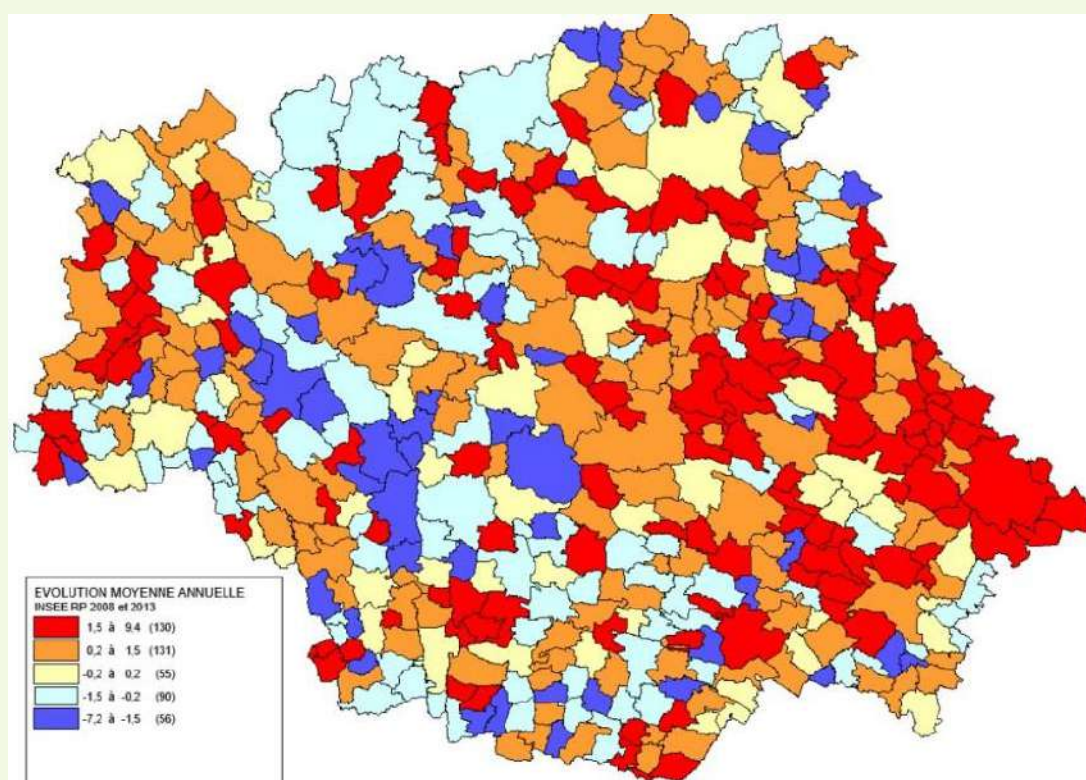 EVOLUTION MOYENNE ANNUELLE
INSEE RP 2008 et 2013
1,5 à 9,4 (130)
0,2 à 1,5 (131)
-0,2 à 0,2 (55)
-1,5 à -0,2 (90)
-7,2 à -1,5 (56)